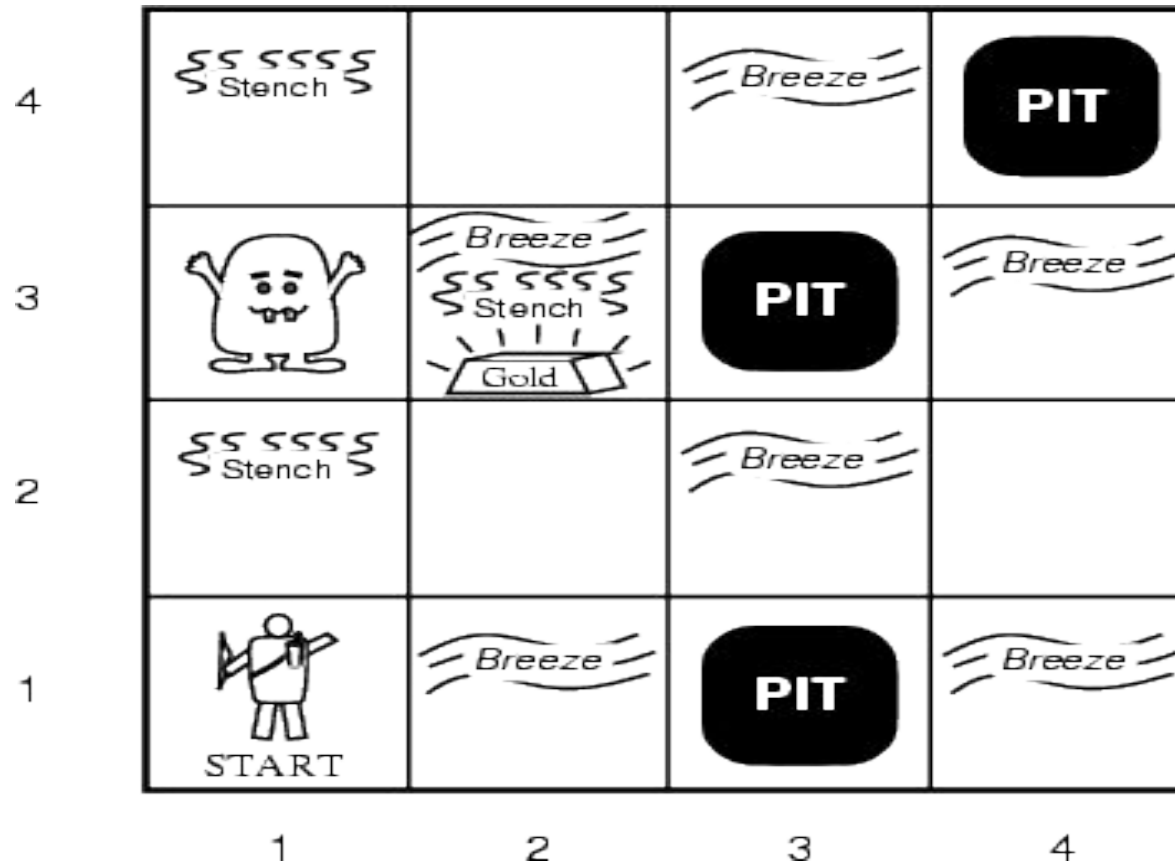 4 Stench Breeze PIT
Breeze
3 Stench PIT Breeze
Gold
2 Stench Breeze
1 Breeze PIT Breeze
START
1 2 3 4